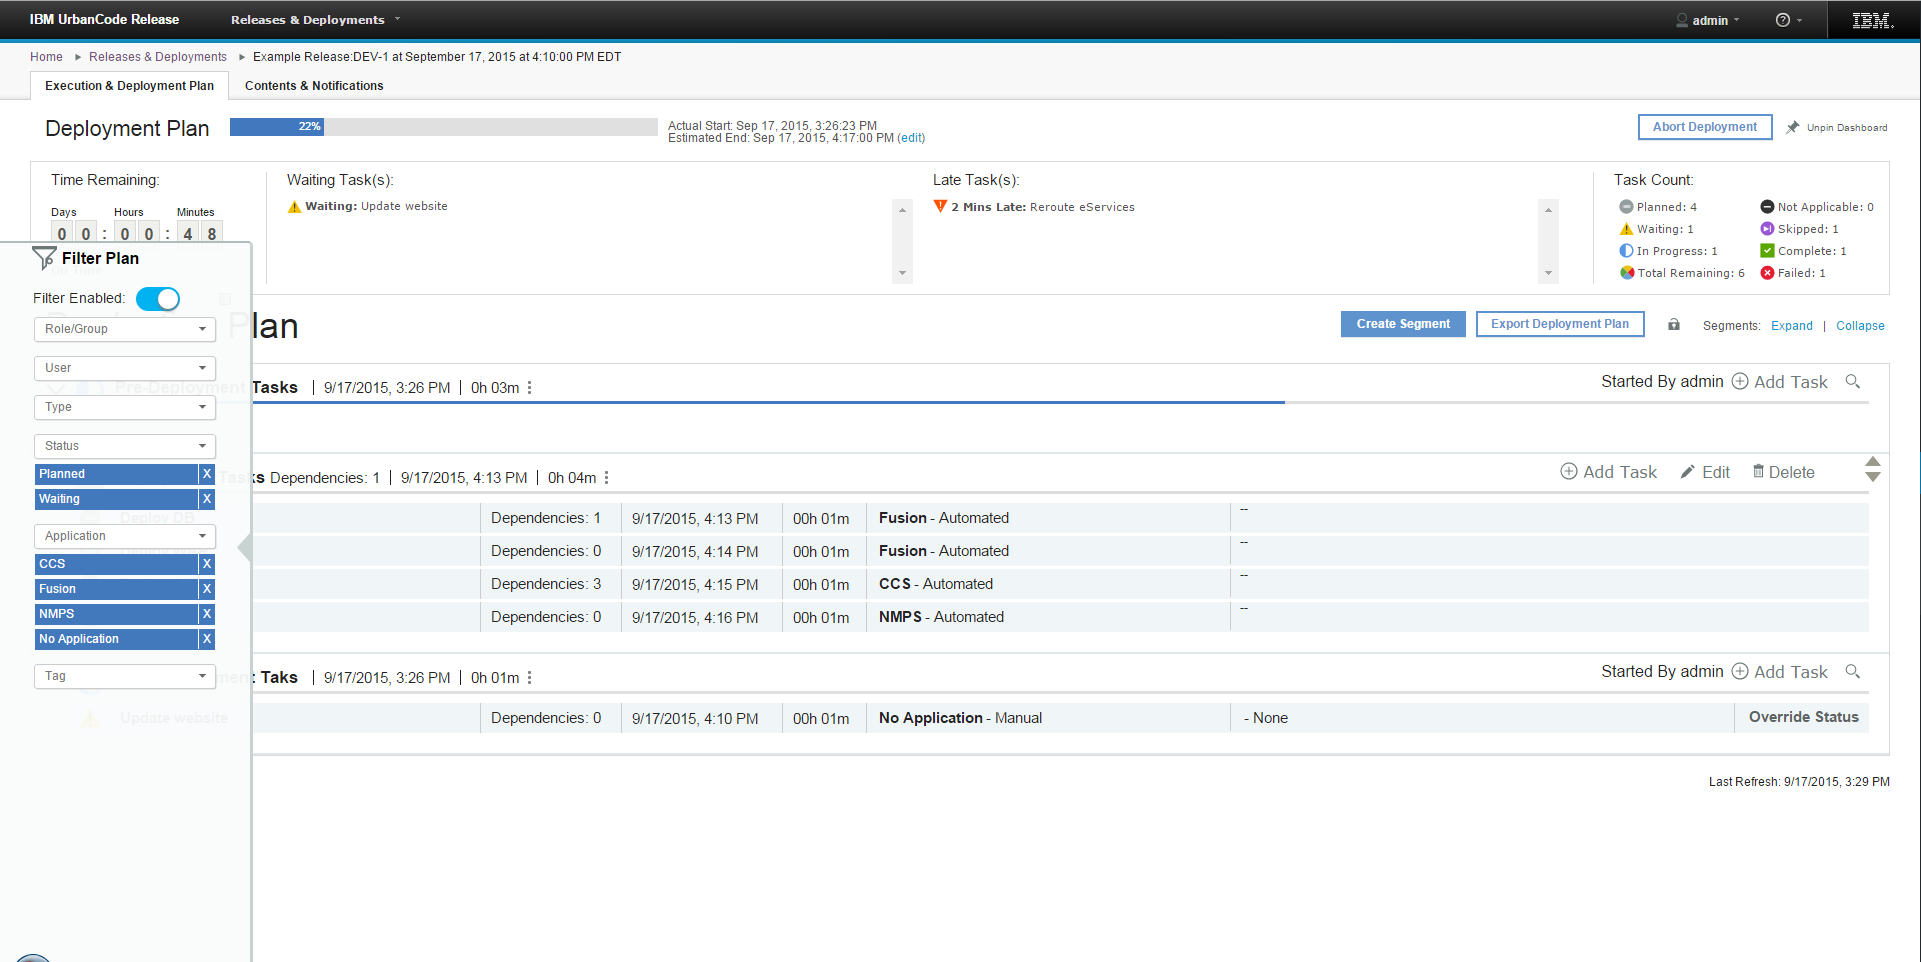 IBM UrbanCode Release
Releases & Deployments
admin
?
IBM.
Home
Releases & Deployments
Example Release:DEV-1 at September 17, 2015 at 4:10:00 PM EDT
Execution & Deployment Plan
Contents & Notifications
Deployment Plan
22%
Actual Start: Sep 17, 2015, 3:26:23 PM
Estimated End: Sep 17, 2015, 4:17:00 PM (edit)
Abort Deployment
Unpin Dashboard
Time Remaining:
Days Hours Minutes
0 0 : 0 0 : 4 8
Waiting Task(s):
Waiting: Update website
Late Task(s):
2 Mins Late: Reroute eServices
Task Count:
Planned: 4
Not Applicable: 0
Waiting: 1
Skipped: 1
In Progress: 1
Complete: 1
Total Remaining: 6
Failed: 1
Filter Plan
Filter Enabled:
Role/Group
User
Type
Status
Planned X
Waiting X
Application
CCS X
Fusion X
NMPS X
No Application X
Tag
Plan
Create Segment
Export Deployment Plan
Segments: Expand | Collapse
Pre-Deployment Tasks | 9/17/2015, 3:26 PM | 0h 03m
Started By admin
Add Task
Tasks Dependencies: 1 | 9/17/2015, 4:13 PM | 0h 04m
Add Task
Edit
Delete
Deploy DB
Dependencies: 1 9/17/2015, 4:13 PM 00h 01m Fusion - Automated --
Dependencies: 0 9/17/2015, 4:14 PM 00h 01m Fusion - Automated --
Dependencies: 3 9/17/2015, 4:15 PM 00h 01m CCS - Automated --
Dependencies: 0 9/17/2015, 4:16 PM 00h 01m NMPS - Automated --
Taks | 9/17/2015, 3:26 PM | 0h 01m
Started By admin
Add Task
Update website
Dependencies: 0 9/17/2015, 4:10 PM 00h 01m No Application - Manual - None
Override Status
Last Refresh: 9/17/2015, 3:29 PM